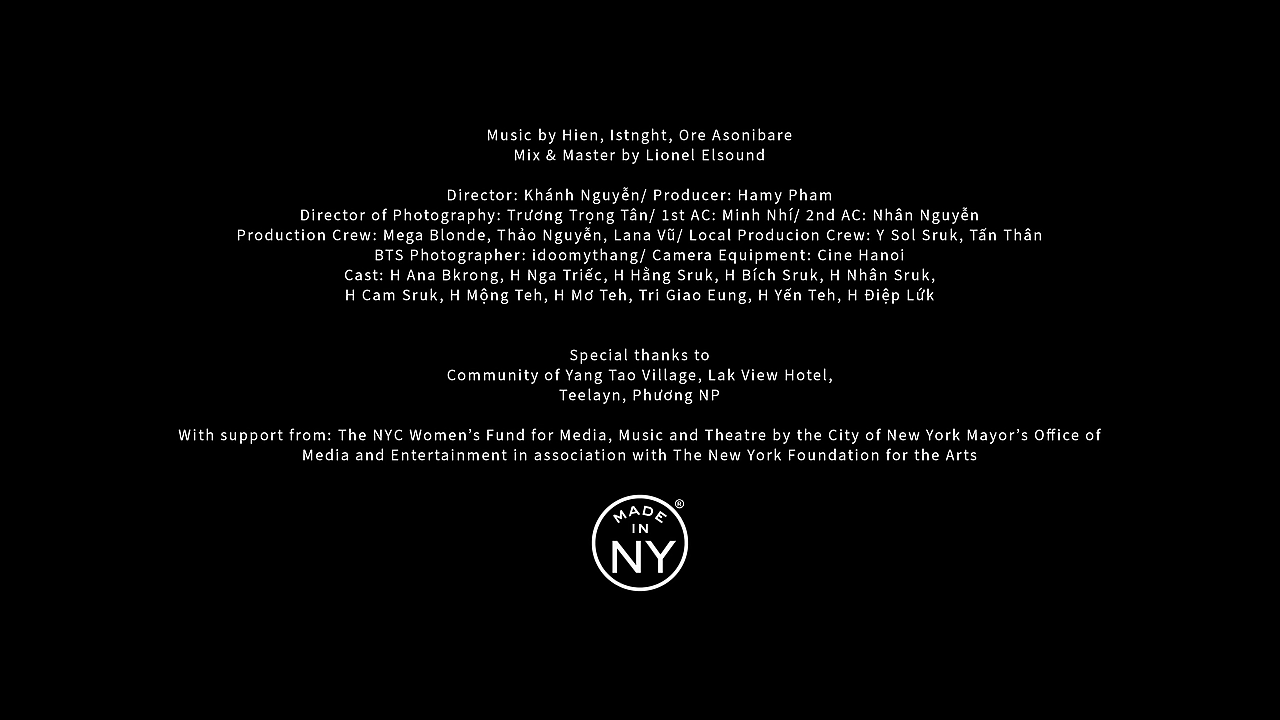 Music by Hien, Istnght, Ore Asonibare
Mix & Master by Lionel Elsound
Director: Khánh Nguyễn/ Producer: Hamy Pham
Director of Photography: Trương Trọng Tân/ 1st AC: Minh Nhí/ 2nd AC: Nhân Nguyễn
Production Crew: Mega Blonde, Thảo Nguyễn, Lana Vũ/ Local Producion Crew: Y Sol Sruk, Tấn Thân
BTS Photographer: idoomythang/ Camera Equipment: Cine Hanoi
Cast: H Ana Bkrong, H Nga Triếc, H Hằng Sruk, H Bích Sruk, H Nhân Sruk,
H Cam Sruk, H Mộng Teh, H Mơ Teh, Tri Giao Eung, H Yến Teh, H Điệp Lứk
Special thanks to
Community of Yang Tao Village, Lak View Hotel,
Teelayn, Phương NP
With support from: The NYC Women’s Fund for Media, Music and Theatre by the City of New York Mayor’s Office of
Media and Entertainment in association with The New York Foundation for the Arts
MADE
IN
NY
®